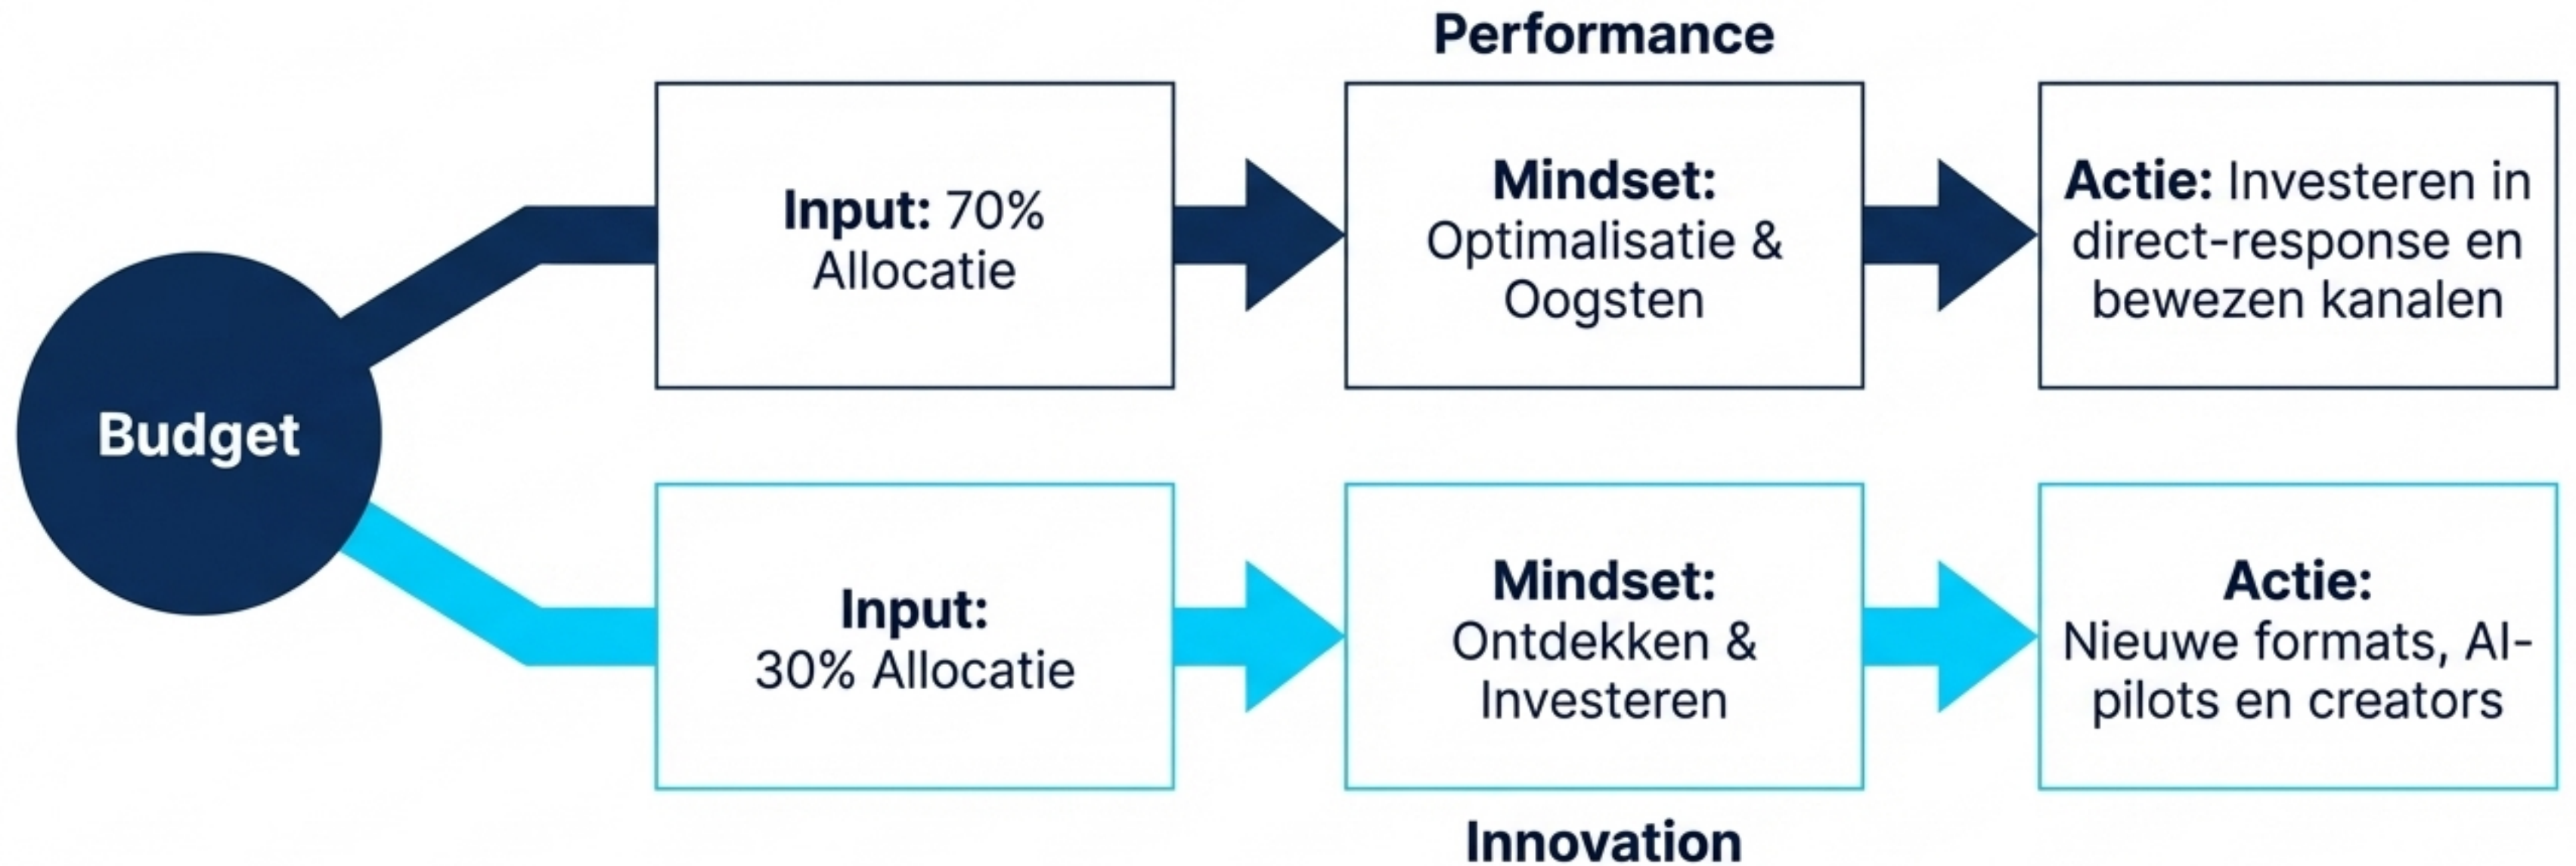 Performance
Budget
Input: 70%
Allocatie
Mindset:
Optimalisatie &
Oogsten
Actie: Investeren in
direct-response en
bewezen kanalen
Input:
30% Allocatie
Mindset:
Ontdekken &
Investeren
Actie:
Nieuwe formats, AI-
pilots en creators
Innovation